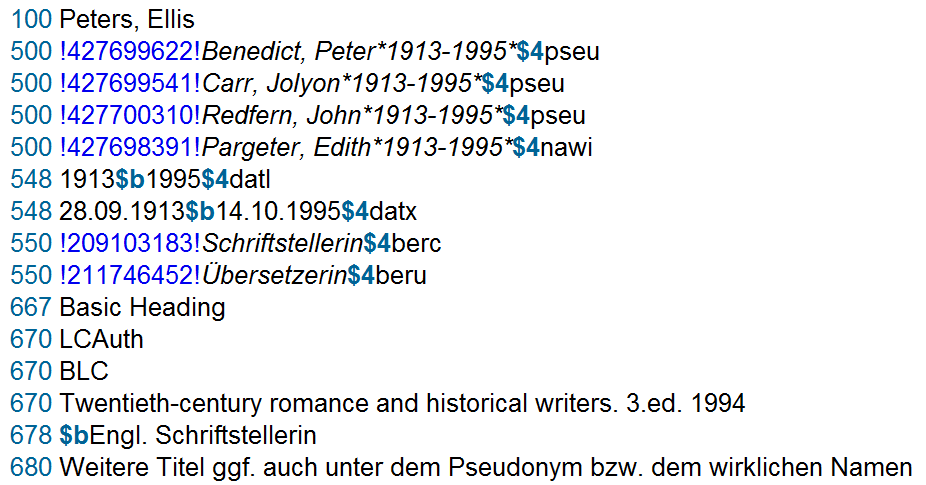 100 Peters, Ellis
500 !427699622!Benedict, Peter*1913-1995*$4pseu
500 !427699541!Carr, Jolyon*1913-1995*$4pseu
500 !427700310!Redfern, John*1913-1995*$4pseu
500 !427698391!Pargeter, Edith*1913-1995*$4nawi
548 1913$b1995$4datl
548 28.09.1913$b14.10.1995$4datx
550 !209103183!Schriftstellerin$4berc
550 !211746452!Übersetzerin$4beru
667 Basic Heading
670 LCAuth
670 BLC
670 Twentieth-century romance and historical writers. 3.ed. 1994
678 $bEngl. Schriftstellerin
680 Weitere Titel ggf. auch unter dem Pseudonym bzw. dem wirklichen Namen